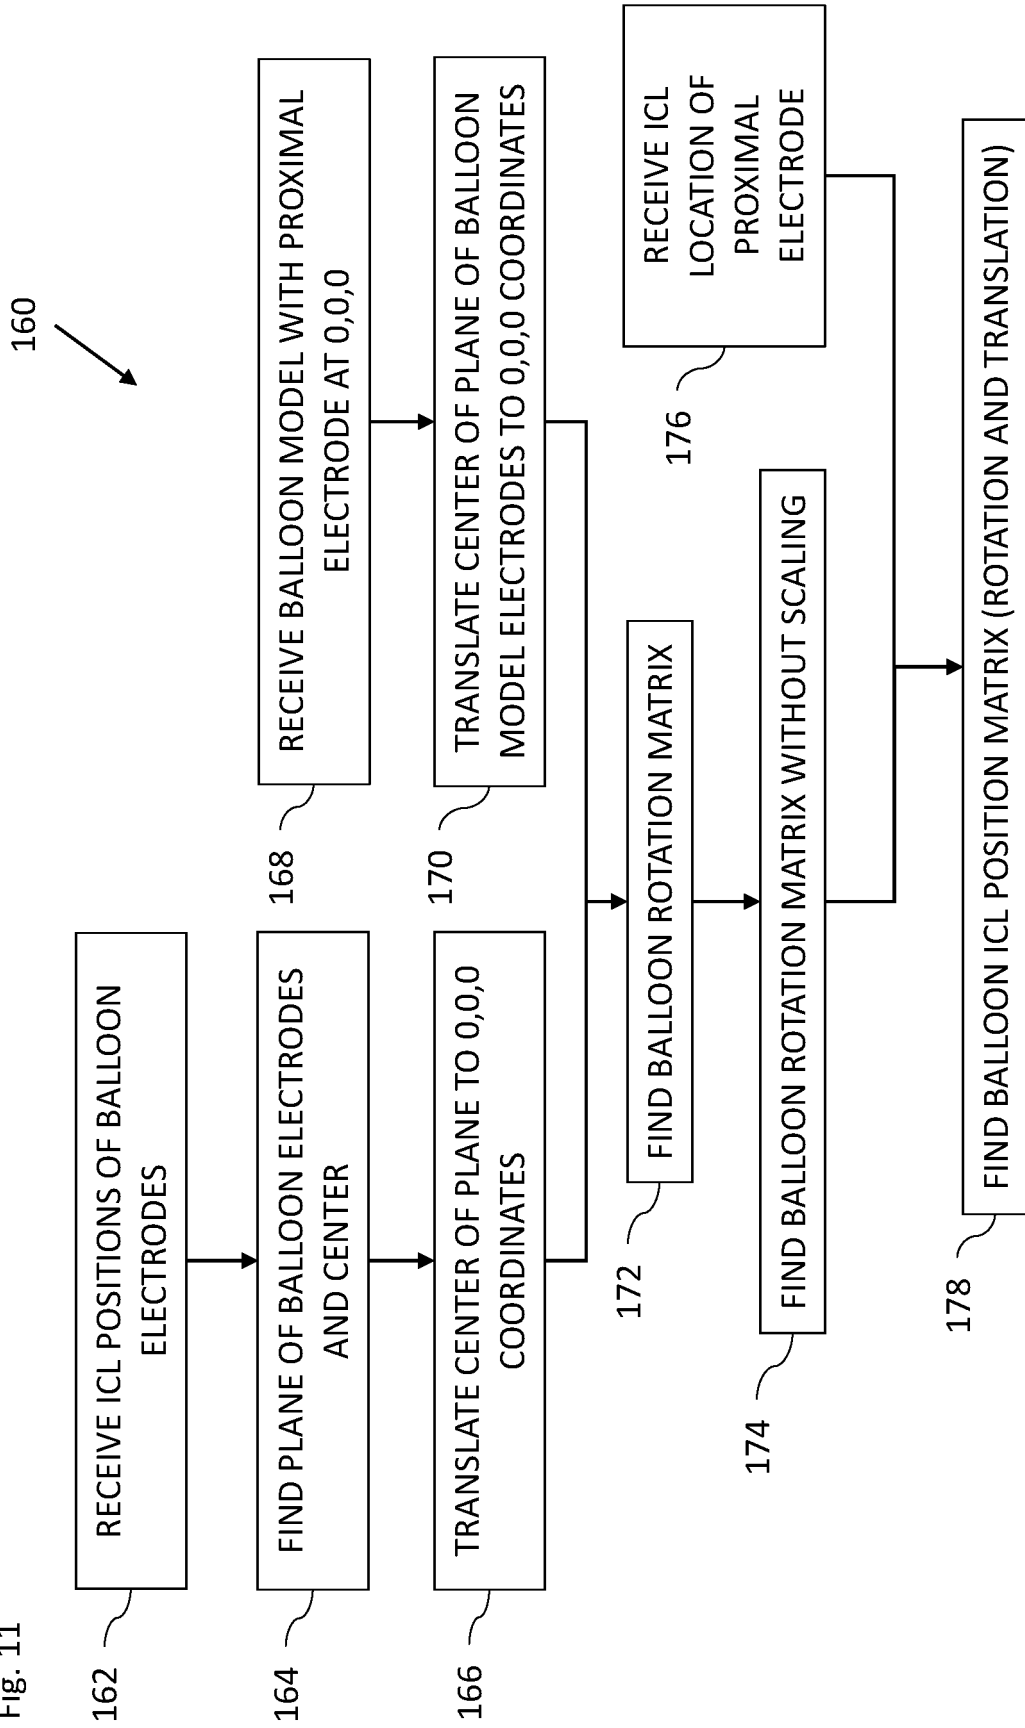 Fig. 11
160
162
RECEIVE ICL POSITIONS OF BALLOON
ELECTRODES
164
FIND PLANE OF BALLOON ELECTRODES
AND CENTER
166
TRANSLATE CENTER OF PLANE TO 0,0,0
COORDINATES
168
RECEIVE BALLOON MODEL WITH PROXIMAL
ELECTRODE AT 0,0,0
170
TRANSLATE CENTER OF PLANE OF BALLOON
MODEL ELECTRODES TO 0,0,0 COORDINATES
172
FIND BALLOON ROTATION MATRIX
174
FIND BALLOON ROTATION MATRIX WITHOUT SCALING
176
RECEIVE ICL
LOCATION OF
PROXIMAL
ELECTRODE
178
FIND BALLOON ICL POSITION MATRIX (ROTATION AND TRANSLATION)